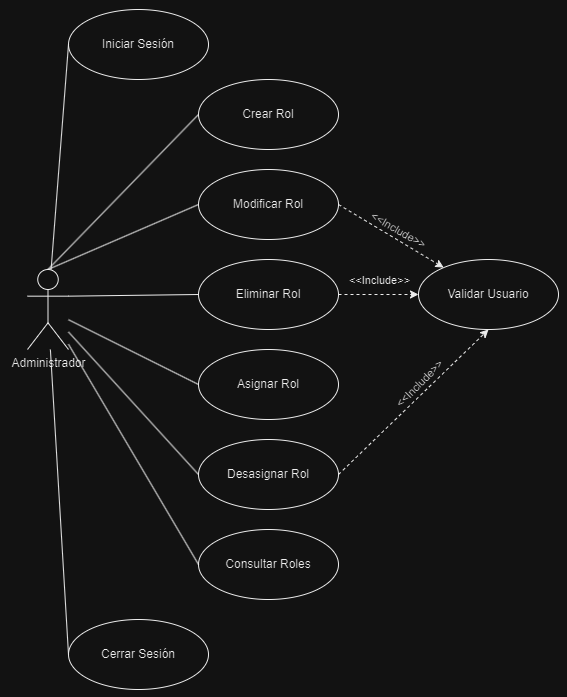 Iniciar Sesión
Crear Rol
Modificar Rol
<<Include>>
Eliminar Rol
<<Include>>
Validar Usuario
Administrador
Asignar Rol
<<Include>>
Desasignar Rol
Consultar Roles
Cerrar Sesión